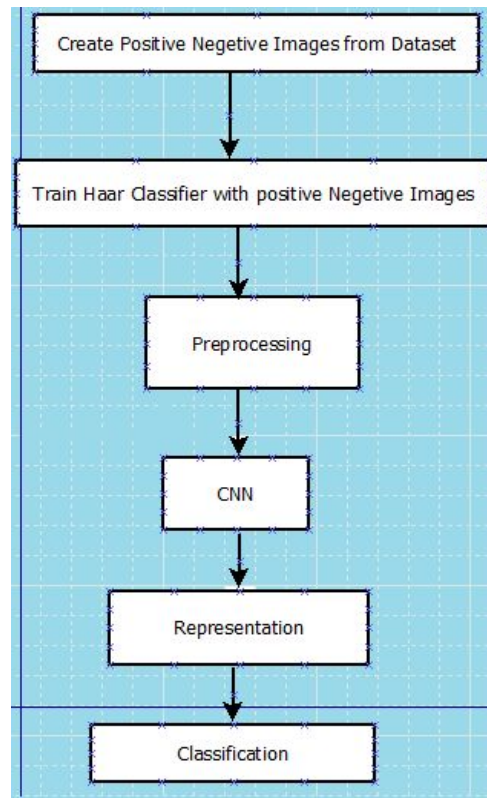 Create Positive Negetive Images from Dataset
Train Haar Classifier with positive Negetive Images
Preprocessing
CNN
Representation
Classification